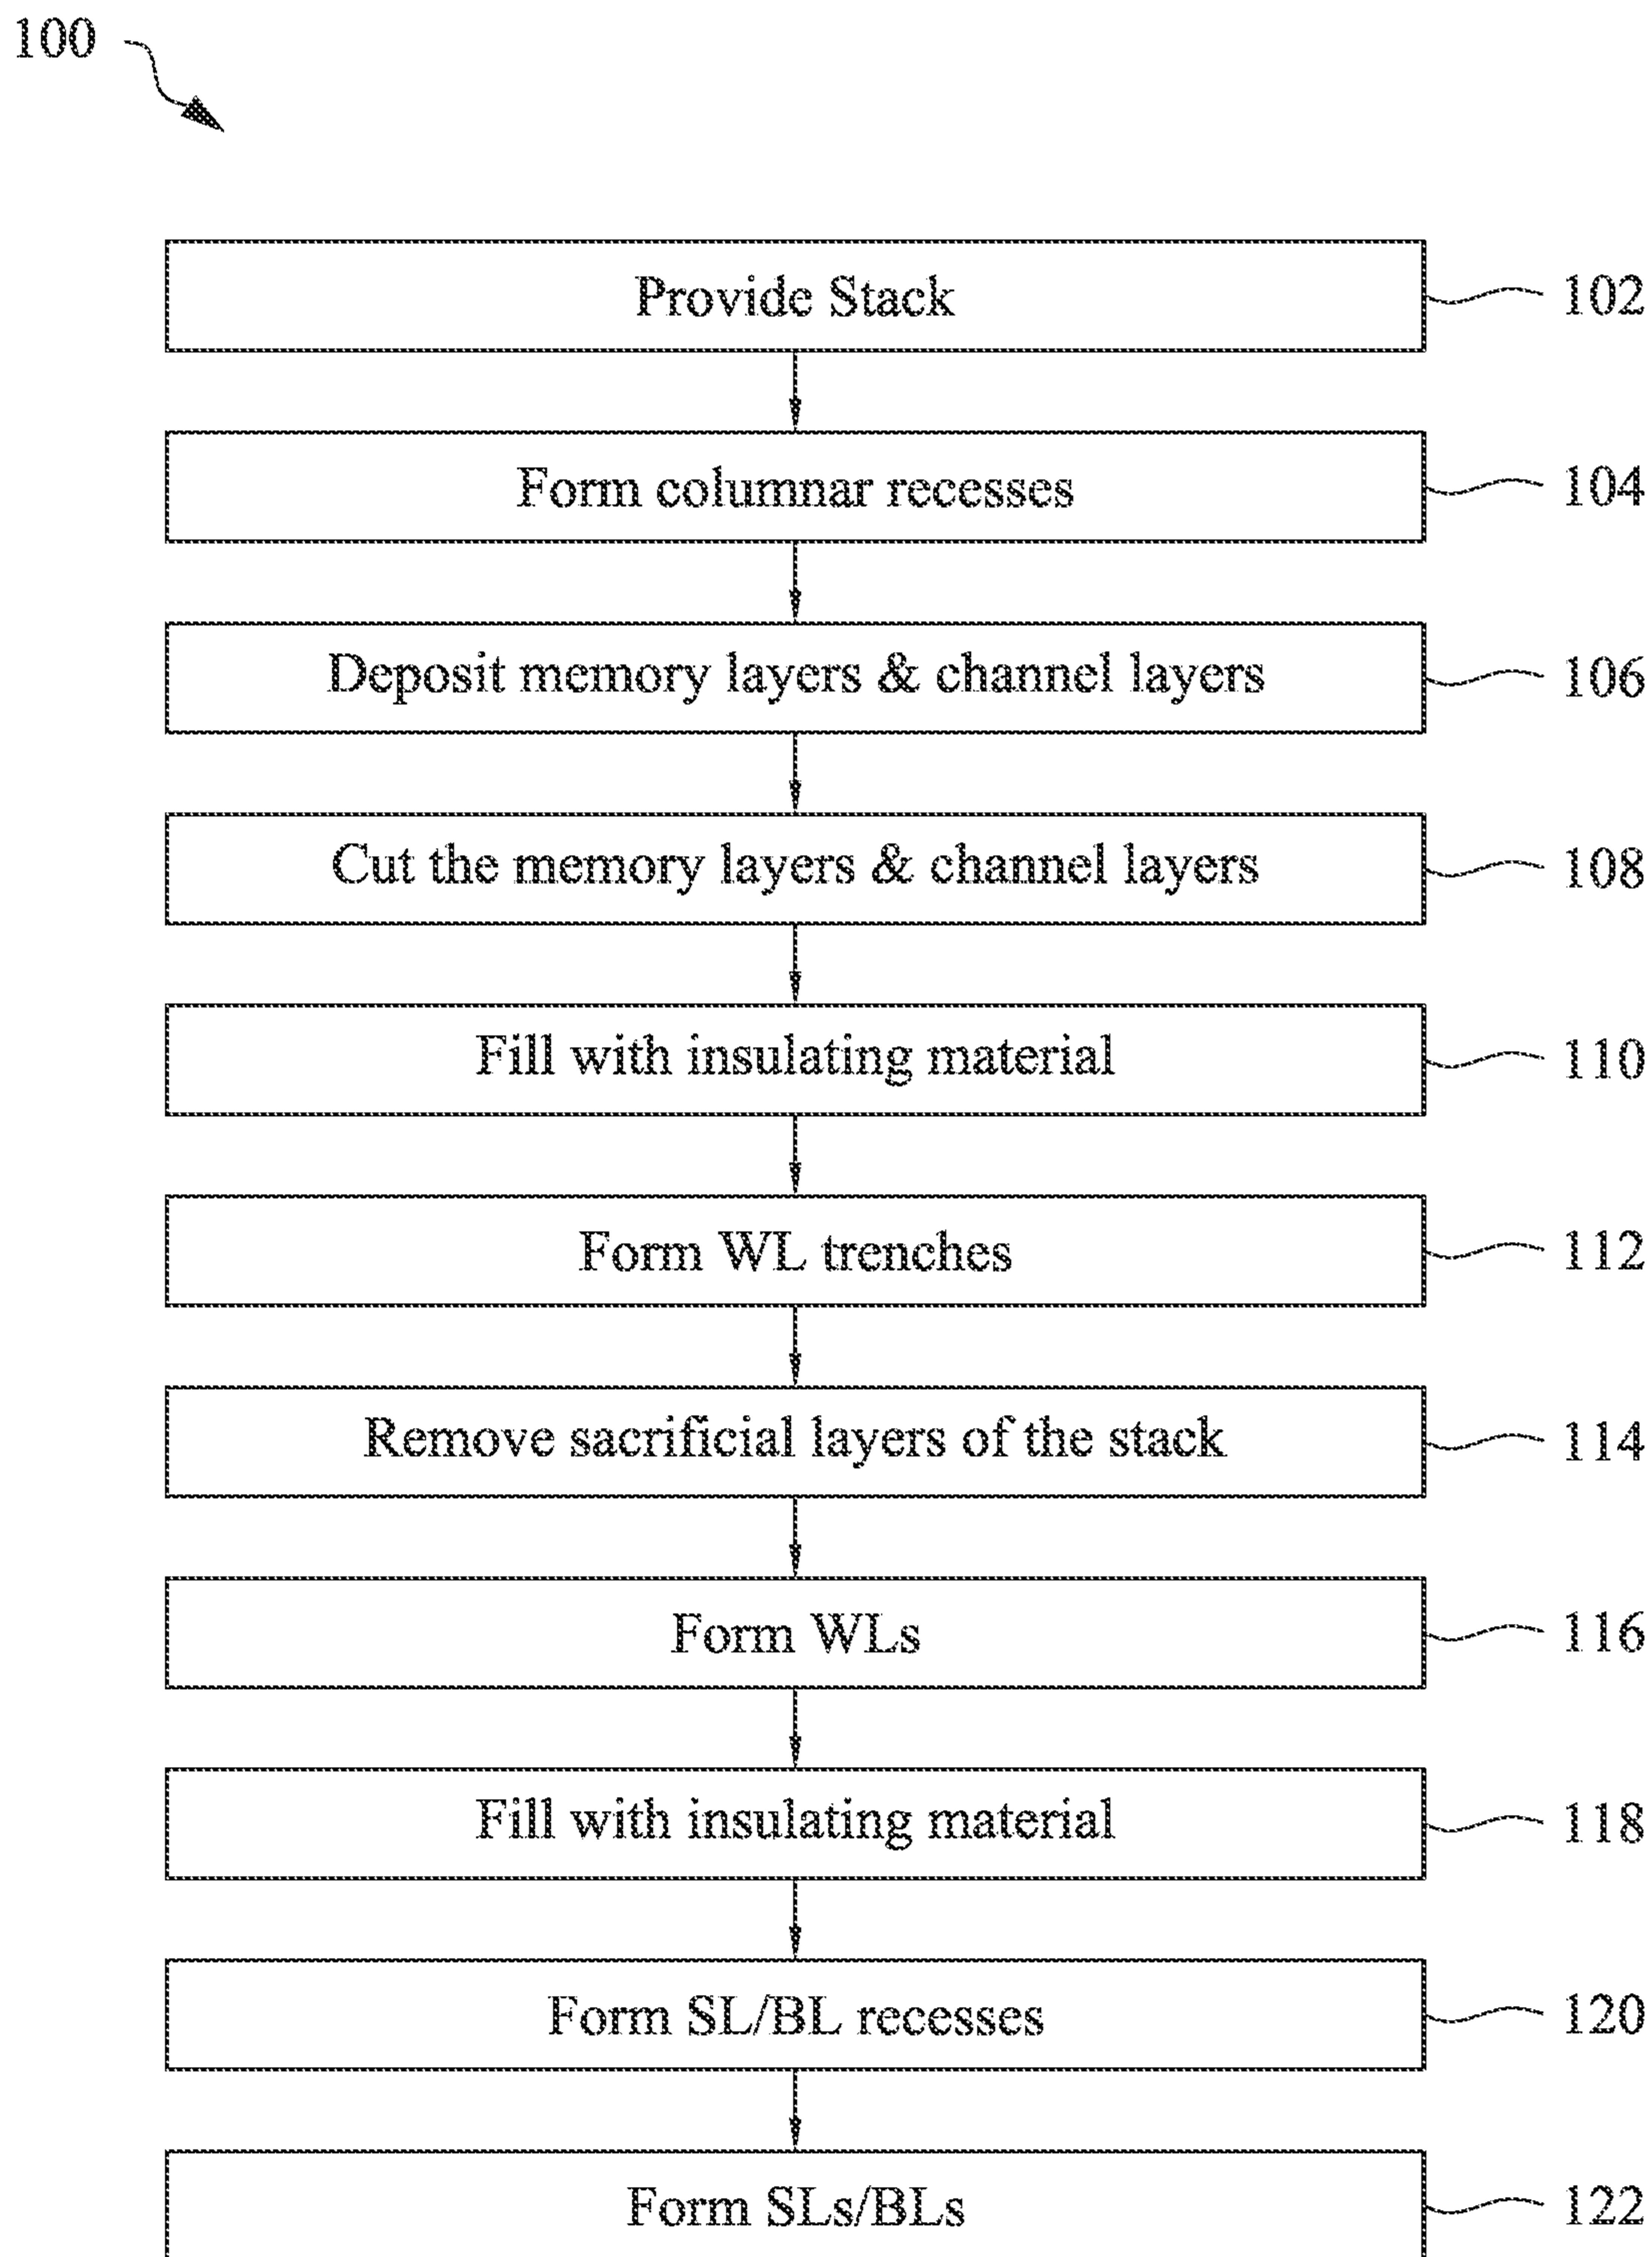 100
Provide Stack 102
Form columnar recesses 104
Deposit memory layers & channel layers 106
Cut the memory layers & channel layers 108
Fill with insulating material 110
Form WL trenches 112
Remove sacrificial layers of the stack 114
Form WLs 116
Fill with insulating material 118
Form SL/BL recesses 120
Form SLs/BLs 122